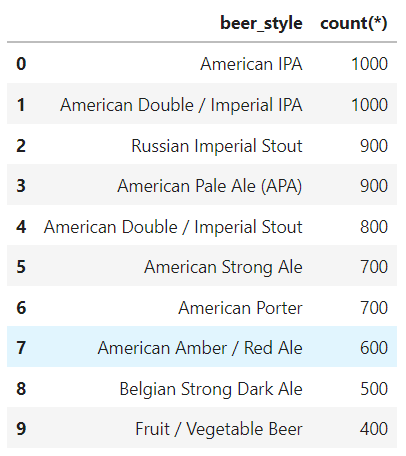 beer_style count(*)
0 American IPA 1000
1 American Double / Imperial IPA 1000
2 Russian Imperial Stout 900
3 American Pale Ale (APA) 900
4 American Double / Imperial Stout 800
5 American Strong Ale 700
6 American Porter 700
7 American Amber / Red Ale 600
8 Belgian Strong Dark Ale 500
9 Fruit / Vegetable Beer 400